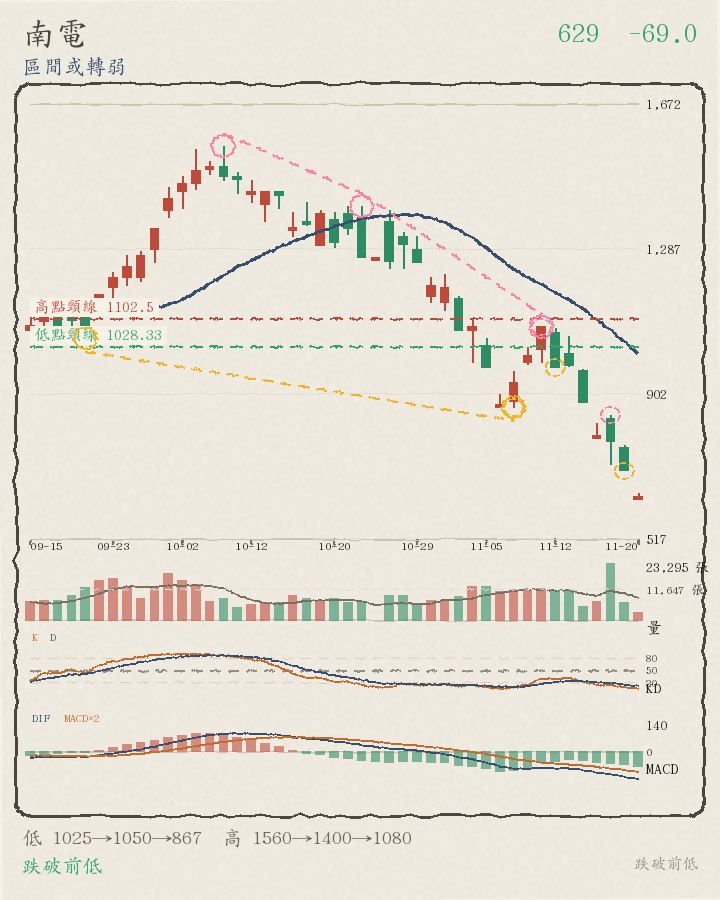 南電
629 -69.0
區間或轉弱
1,672
1,287
高點頸線 1102.5
低點頸線 1028.33
902
517
09-15 09-23 10-02 10-12 10-20 10-29 11-05 11-12 11-20
23,295 張
11,647 張
量
K D
80
50
20
KD
DIF MACD×2
140
0
MACD
低 1025→1050→867 高 1560→1400→1080
跌破前低
跌破前低